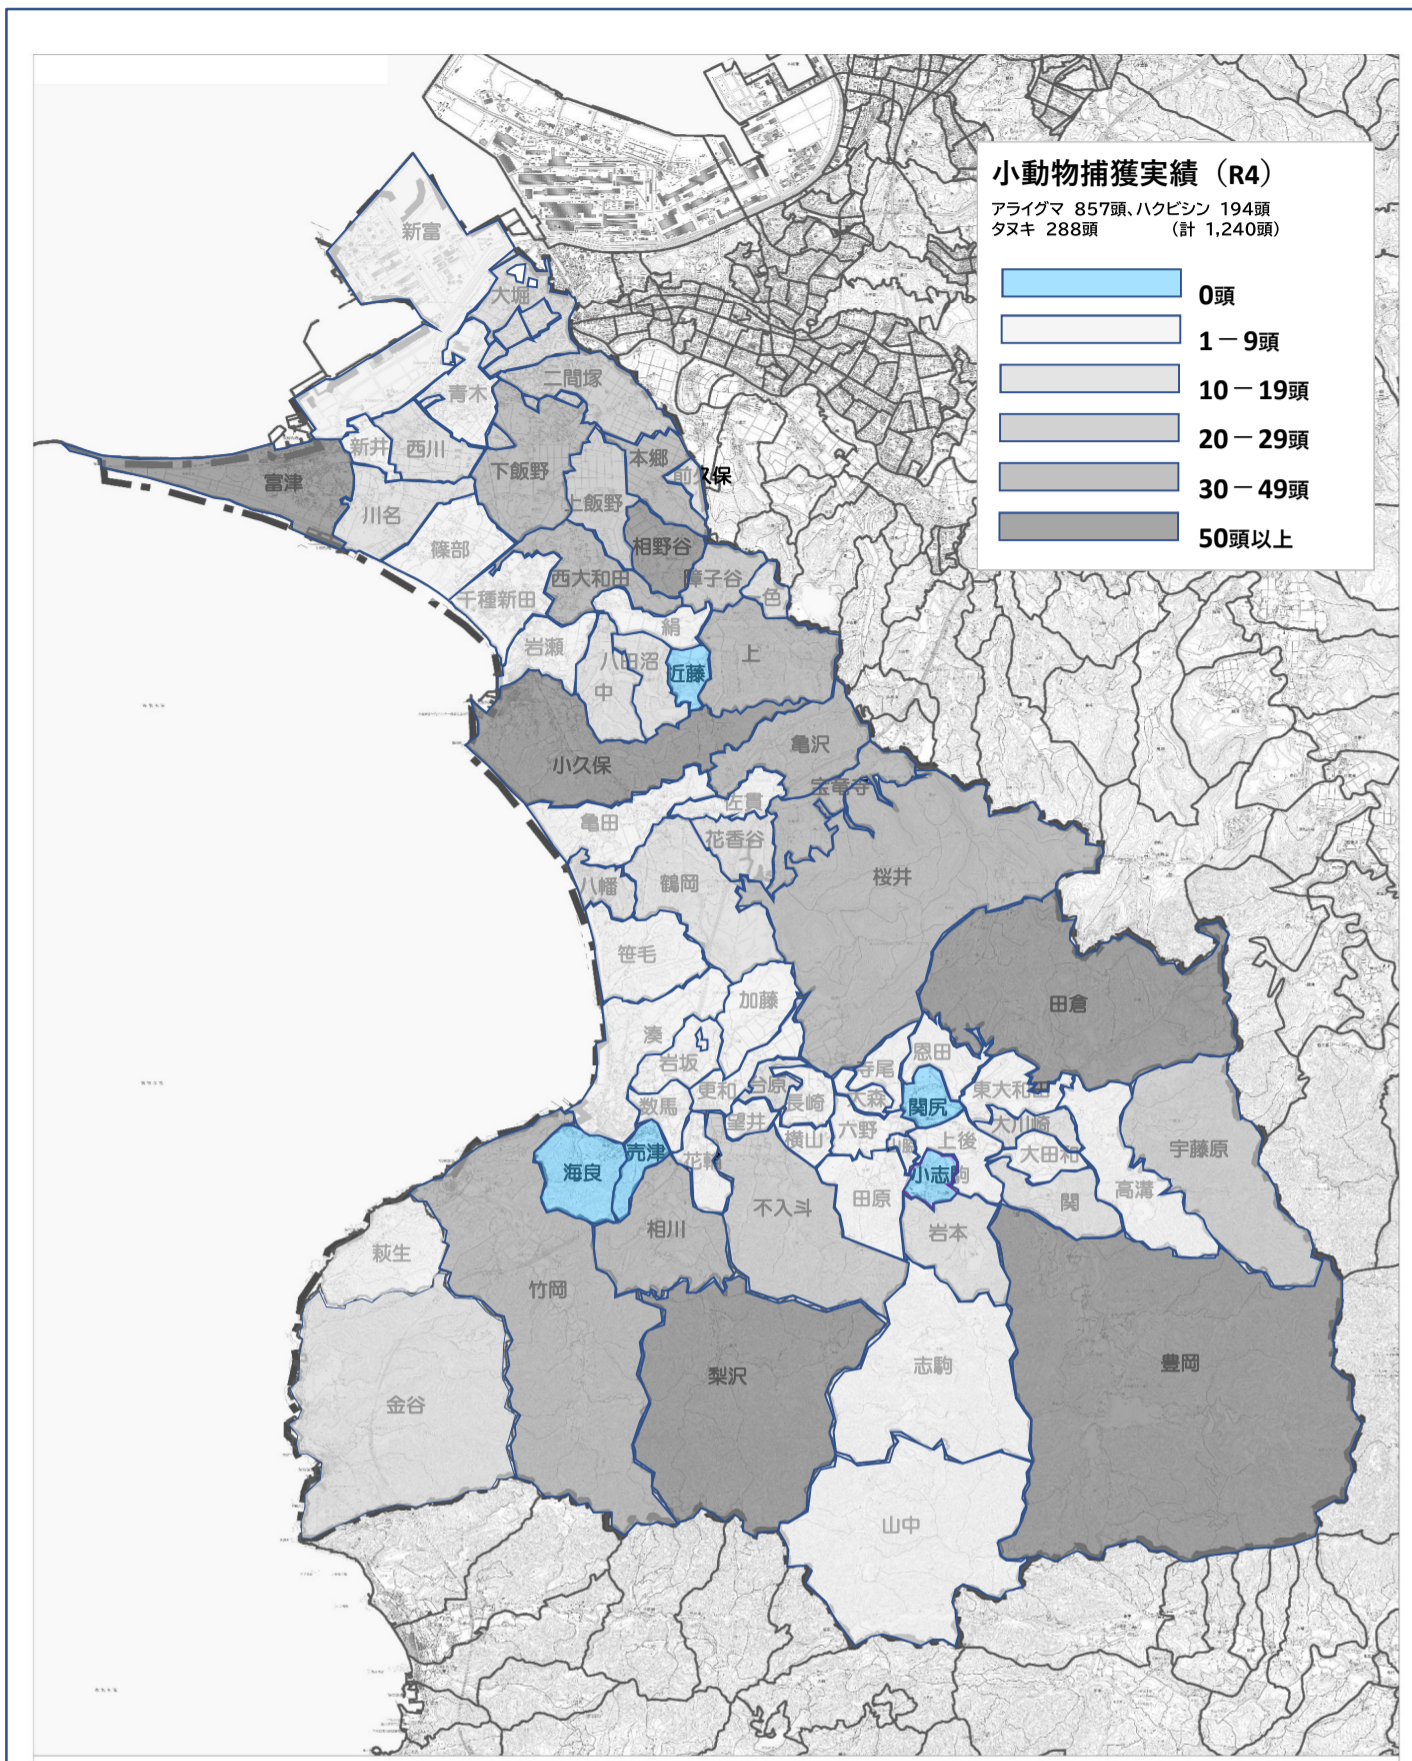 小動物捕獲実績（R4）
アライグマ 857頭、ハクビシン 194頭
タヌキ 288頭　（計 1,240頭）
0頭
1－9頭
10－19頭
20－29頭
30－49頭
50頭以上
新富
大堀
二間塚
青木
新井
西川
下飯野
本郷
前久保
富津
上飯野
川名
相野谷
篠部
西大和田
障子谷
一色
千種新田
絹
岩瀬
八田沼
近藤
上
中
小久保
亀沢
宝竜寺
佐貫
亀田
花香谷
八幡
鶴岡
桜井
笹毛
加藤
田倉
湊
岩坂
恩田
寺尾
台原
更和
東大和田
数馬
長崎
大森
関尻
望井
六野
大川崎
横山
上後
売津
花輪
大田和
宇藤原
海良
小志駒
高溝
田原
関
不入斗
相川
岩本
萩生
竹岡
志駒
豊岡
梨沢
金谷
山中